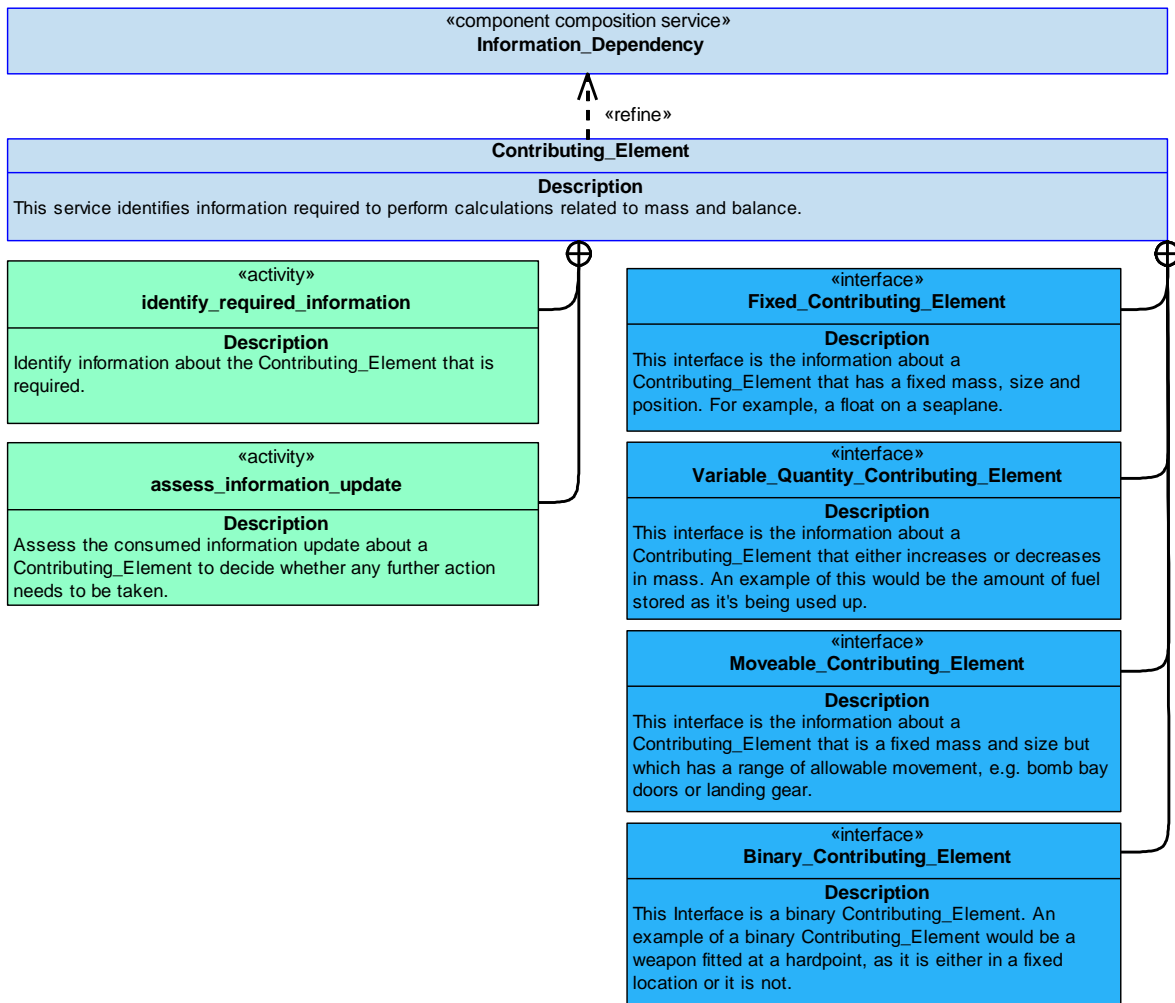 «component composition service»
Information_Dependency
«refine»
Contributing_Element
Description
This service identifies information required to perform calculations related to mass and balance.
«activity»
identify_required_information
Description
Identify information about the Contributing_Element that is
required.
«activity»
assess_information_update
Description
Assess the consumed information update about a
Contributing_Element to decide whether any further action
needs to be taken.
«interface»
Fixed_Contributing_Element
Description
This interface is the information about a
Contributing_Element that has a fixed mass, size and
position. For example, a float on a seaplane.
«interface»
Variable_Quantity_Contributing_Element
Description
This interface is the information about a
Contributing_Element that either increases or decreases
in mass. An example of this would be the amount of fuel
stored as it's being used up.
«interface»
Moveable_Contributing_Element
Description
This interface is the information about a
Contributing_Element that is a fixed mass and size but
which has a range of allowable movement, e.g. bomb bay
doors or landing gear.
«interface»
Binary_Contributing_Element
Description
This Interface is a binary Contributing_Element. An
example of a binary Contributing_Element would be a
weapon fitted at a hardpoint, as it is either in a fixed
location or it is not.